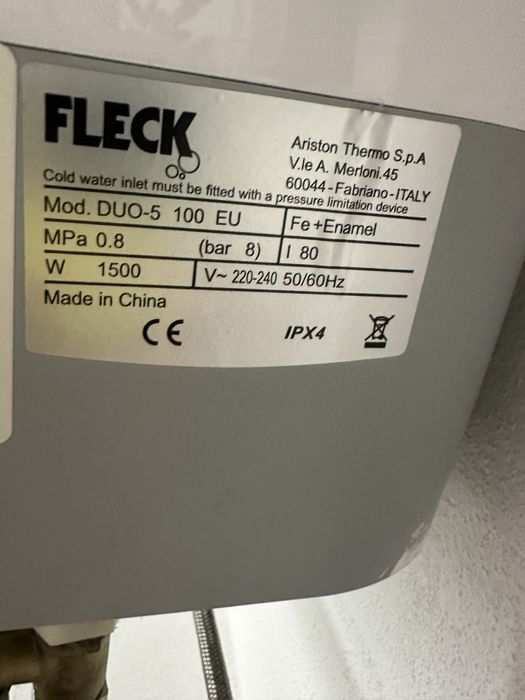 FLECK
Ariston Thermo S.p.A
V.le A. Merloni.45
60044-Fabriano-ITALY
Cold water inlet must be fitted with a pressure limitation device
Mod. DUO-5 100 EU Fe+Enamel
MPa 0.8 (bar 8) l 80
W 1500 V~ 220-240 50/60Hz
Made in China
CE IPX4